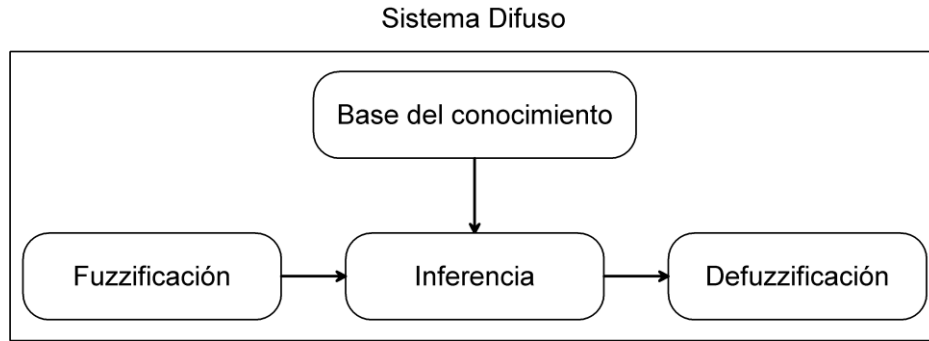 Sistema Difuso
Base del conocimiento
Fuzzificación
Inferencia
Defuzzificación